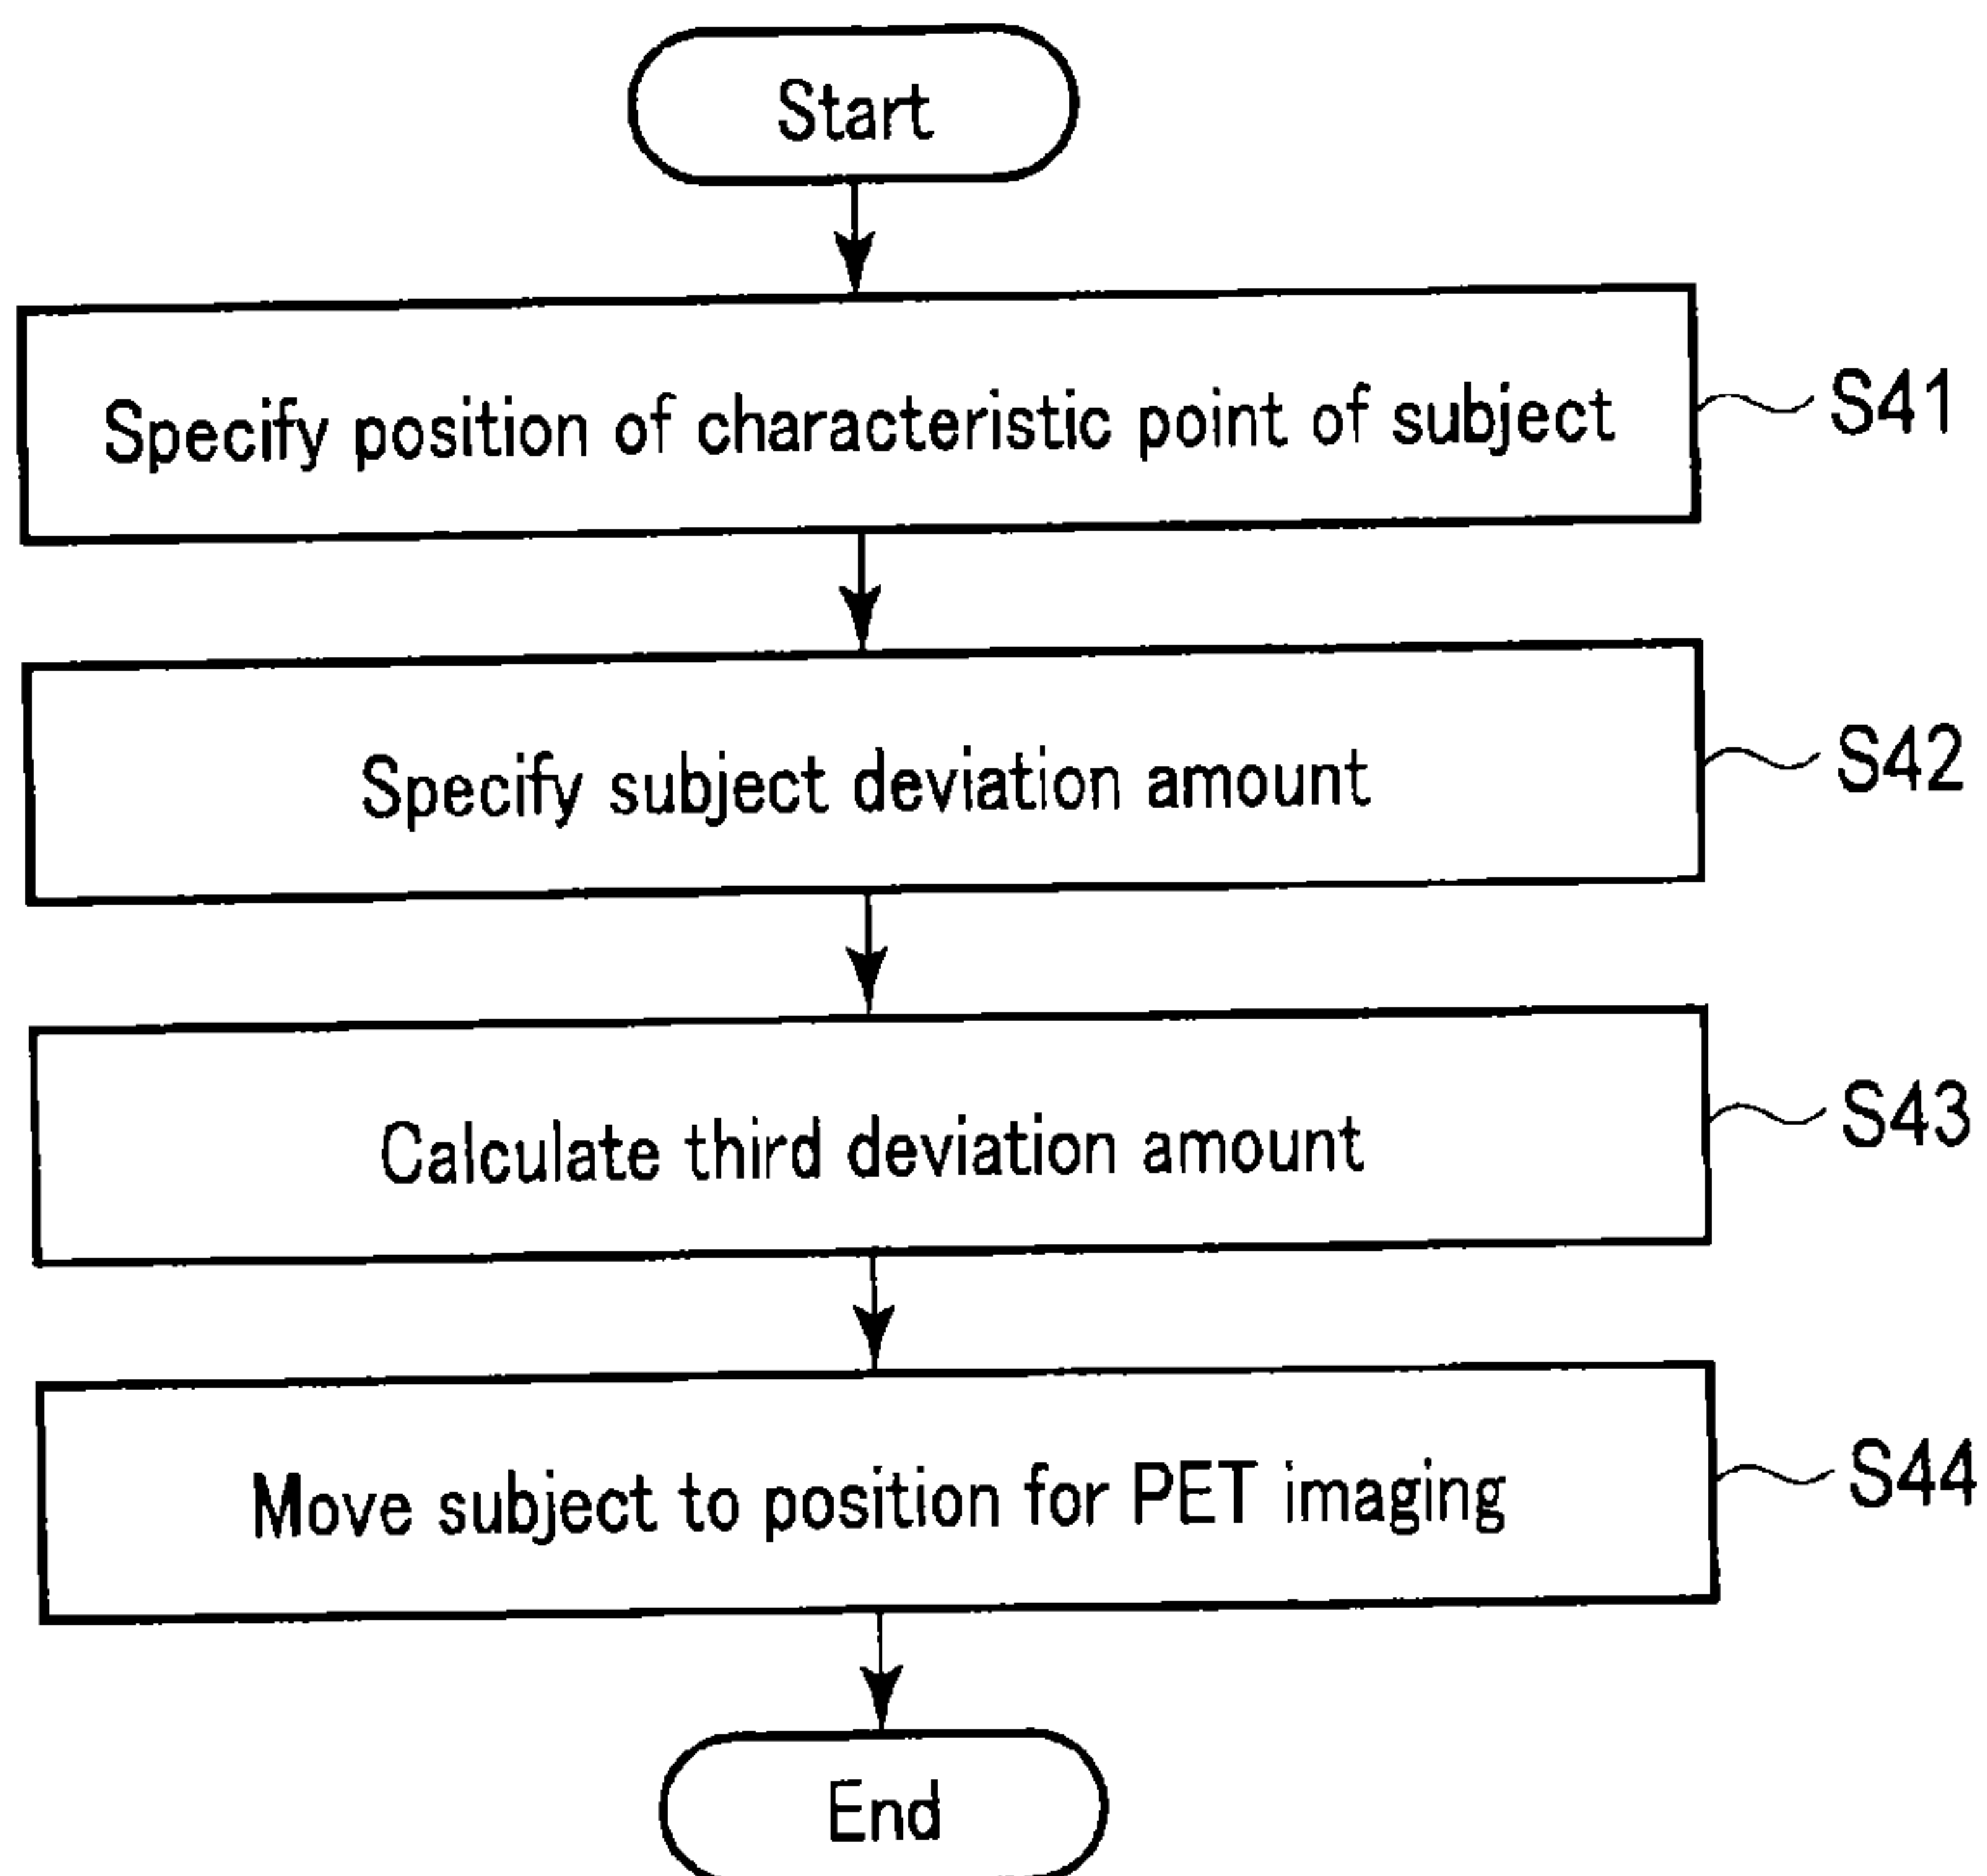 Start
Specify position of characteristic point of subject
S41
Specify subject deviation amount
S42
Calculate third deviation amount
S43
Move subject to position for PET imaging
S44
End